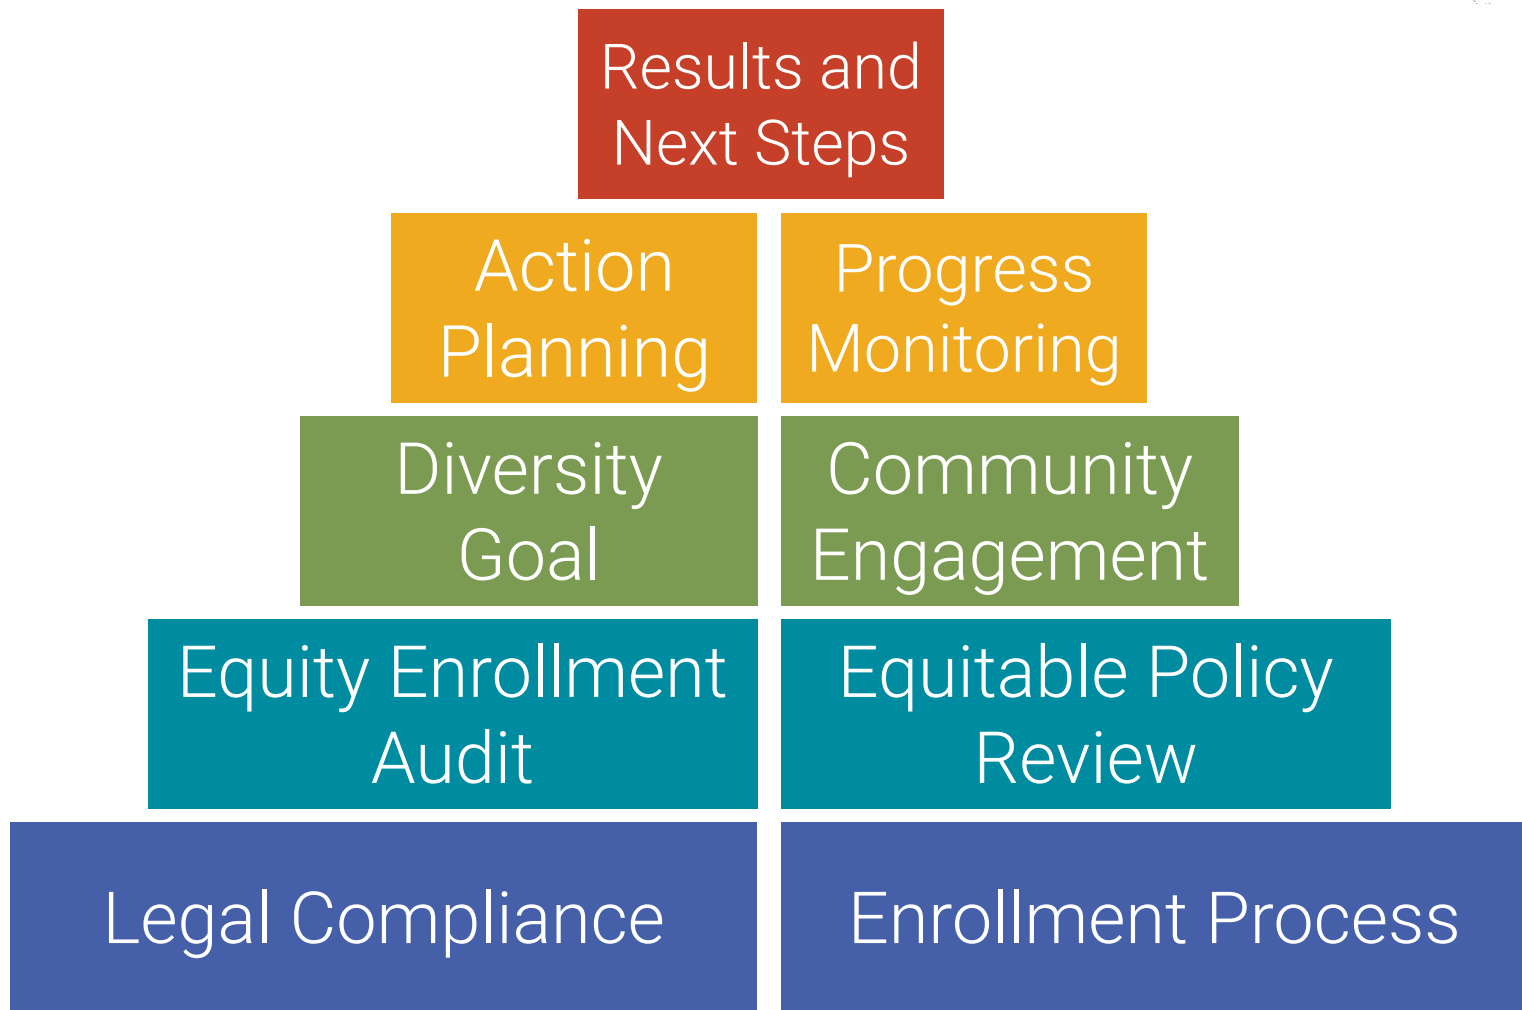 Results and
Next Steps
Action
Planning
Progress
Monitoring
Diversity
Goal
Community
Engagement
Equity Enrollment
Audit
Equitable Policy
Review
Legal Compliance
Enrollment Process